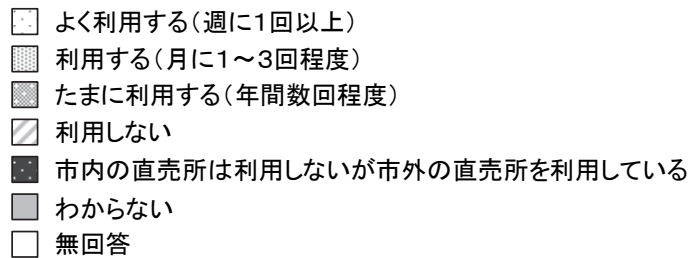 よく利用する（週に１回以上）
利用する（月に１～３回程度）
たまに利用する（年間数回程度）
利用しない
市内の直売所は利用しないが市外の直売所を利用している
わからない
無回答